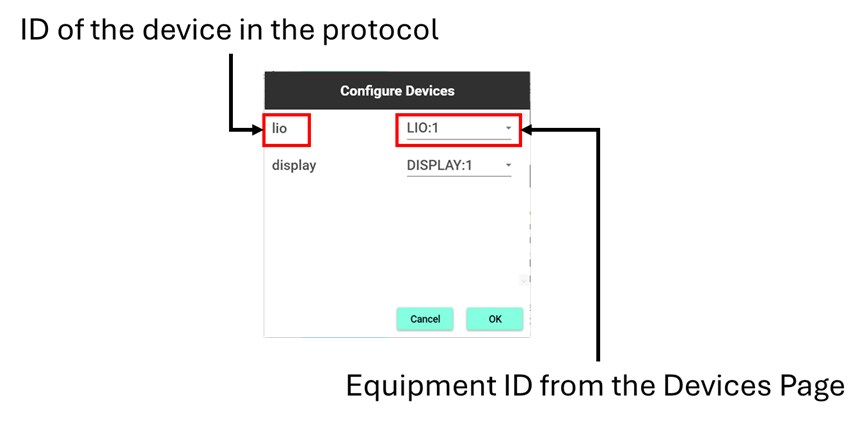 ID of the device in the protocol
Configure Devices
lio LIO:1
display DISPLAY:1
Cancel OK
Equipment ID from the Devices Page